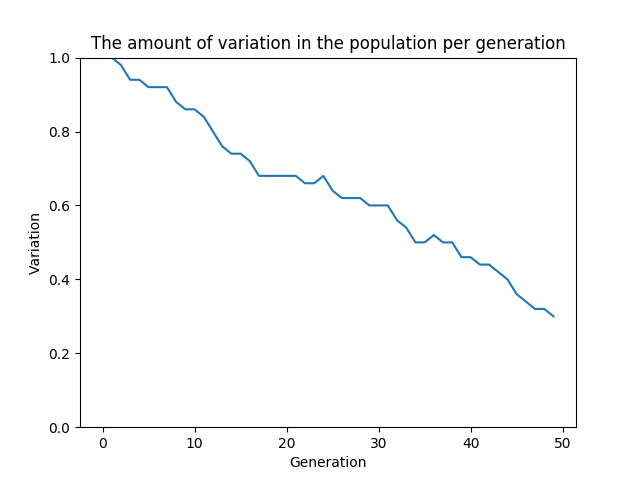 The amount of variation in the population per generation
1.0
0.8
0.6
0.4
0.2
0.0
Variation
0 10 20 30 40 50
Generation